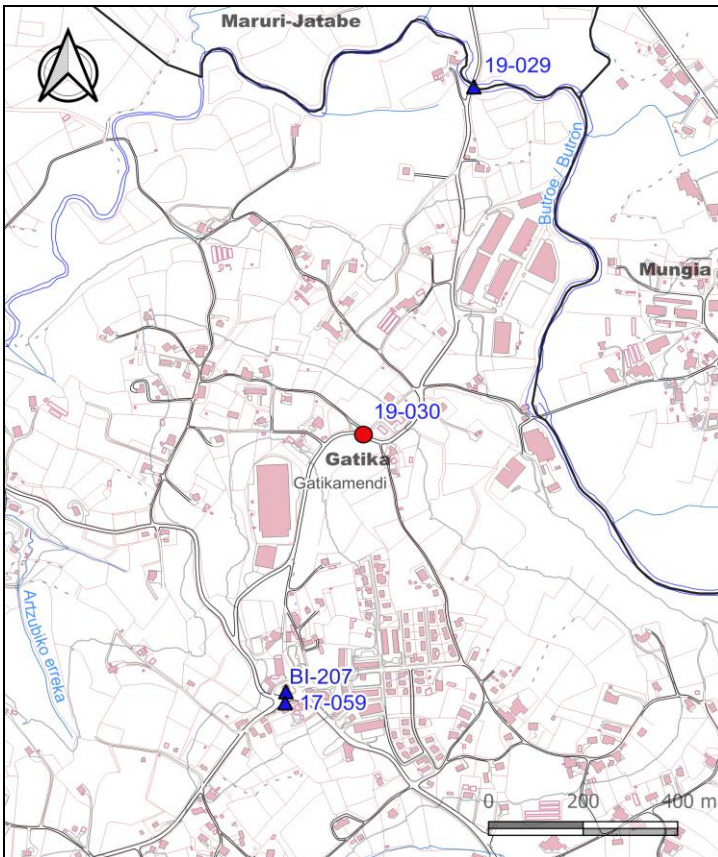 Maruri-Jatabe
19-029
Butroe / Butrón
Mungia
19-030
Gatika
Gatikamendi
Artzubiko erreka
BI-207
17-059
0 200 400 m